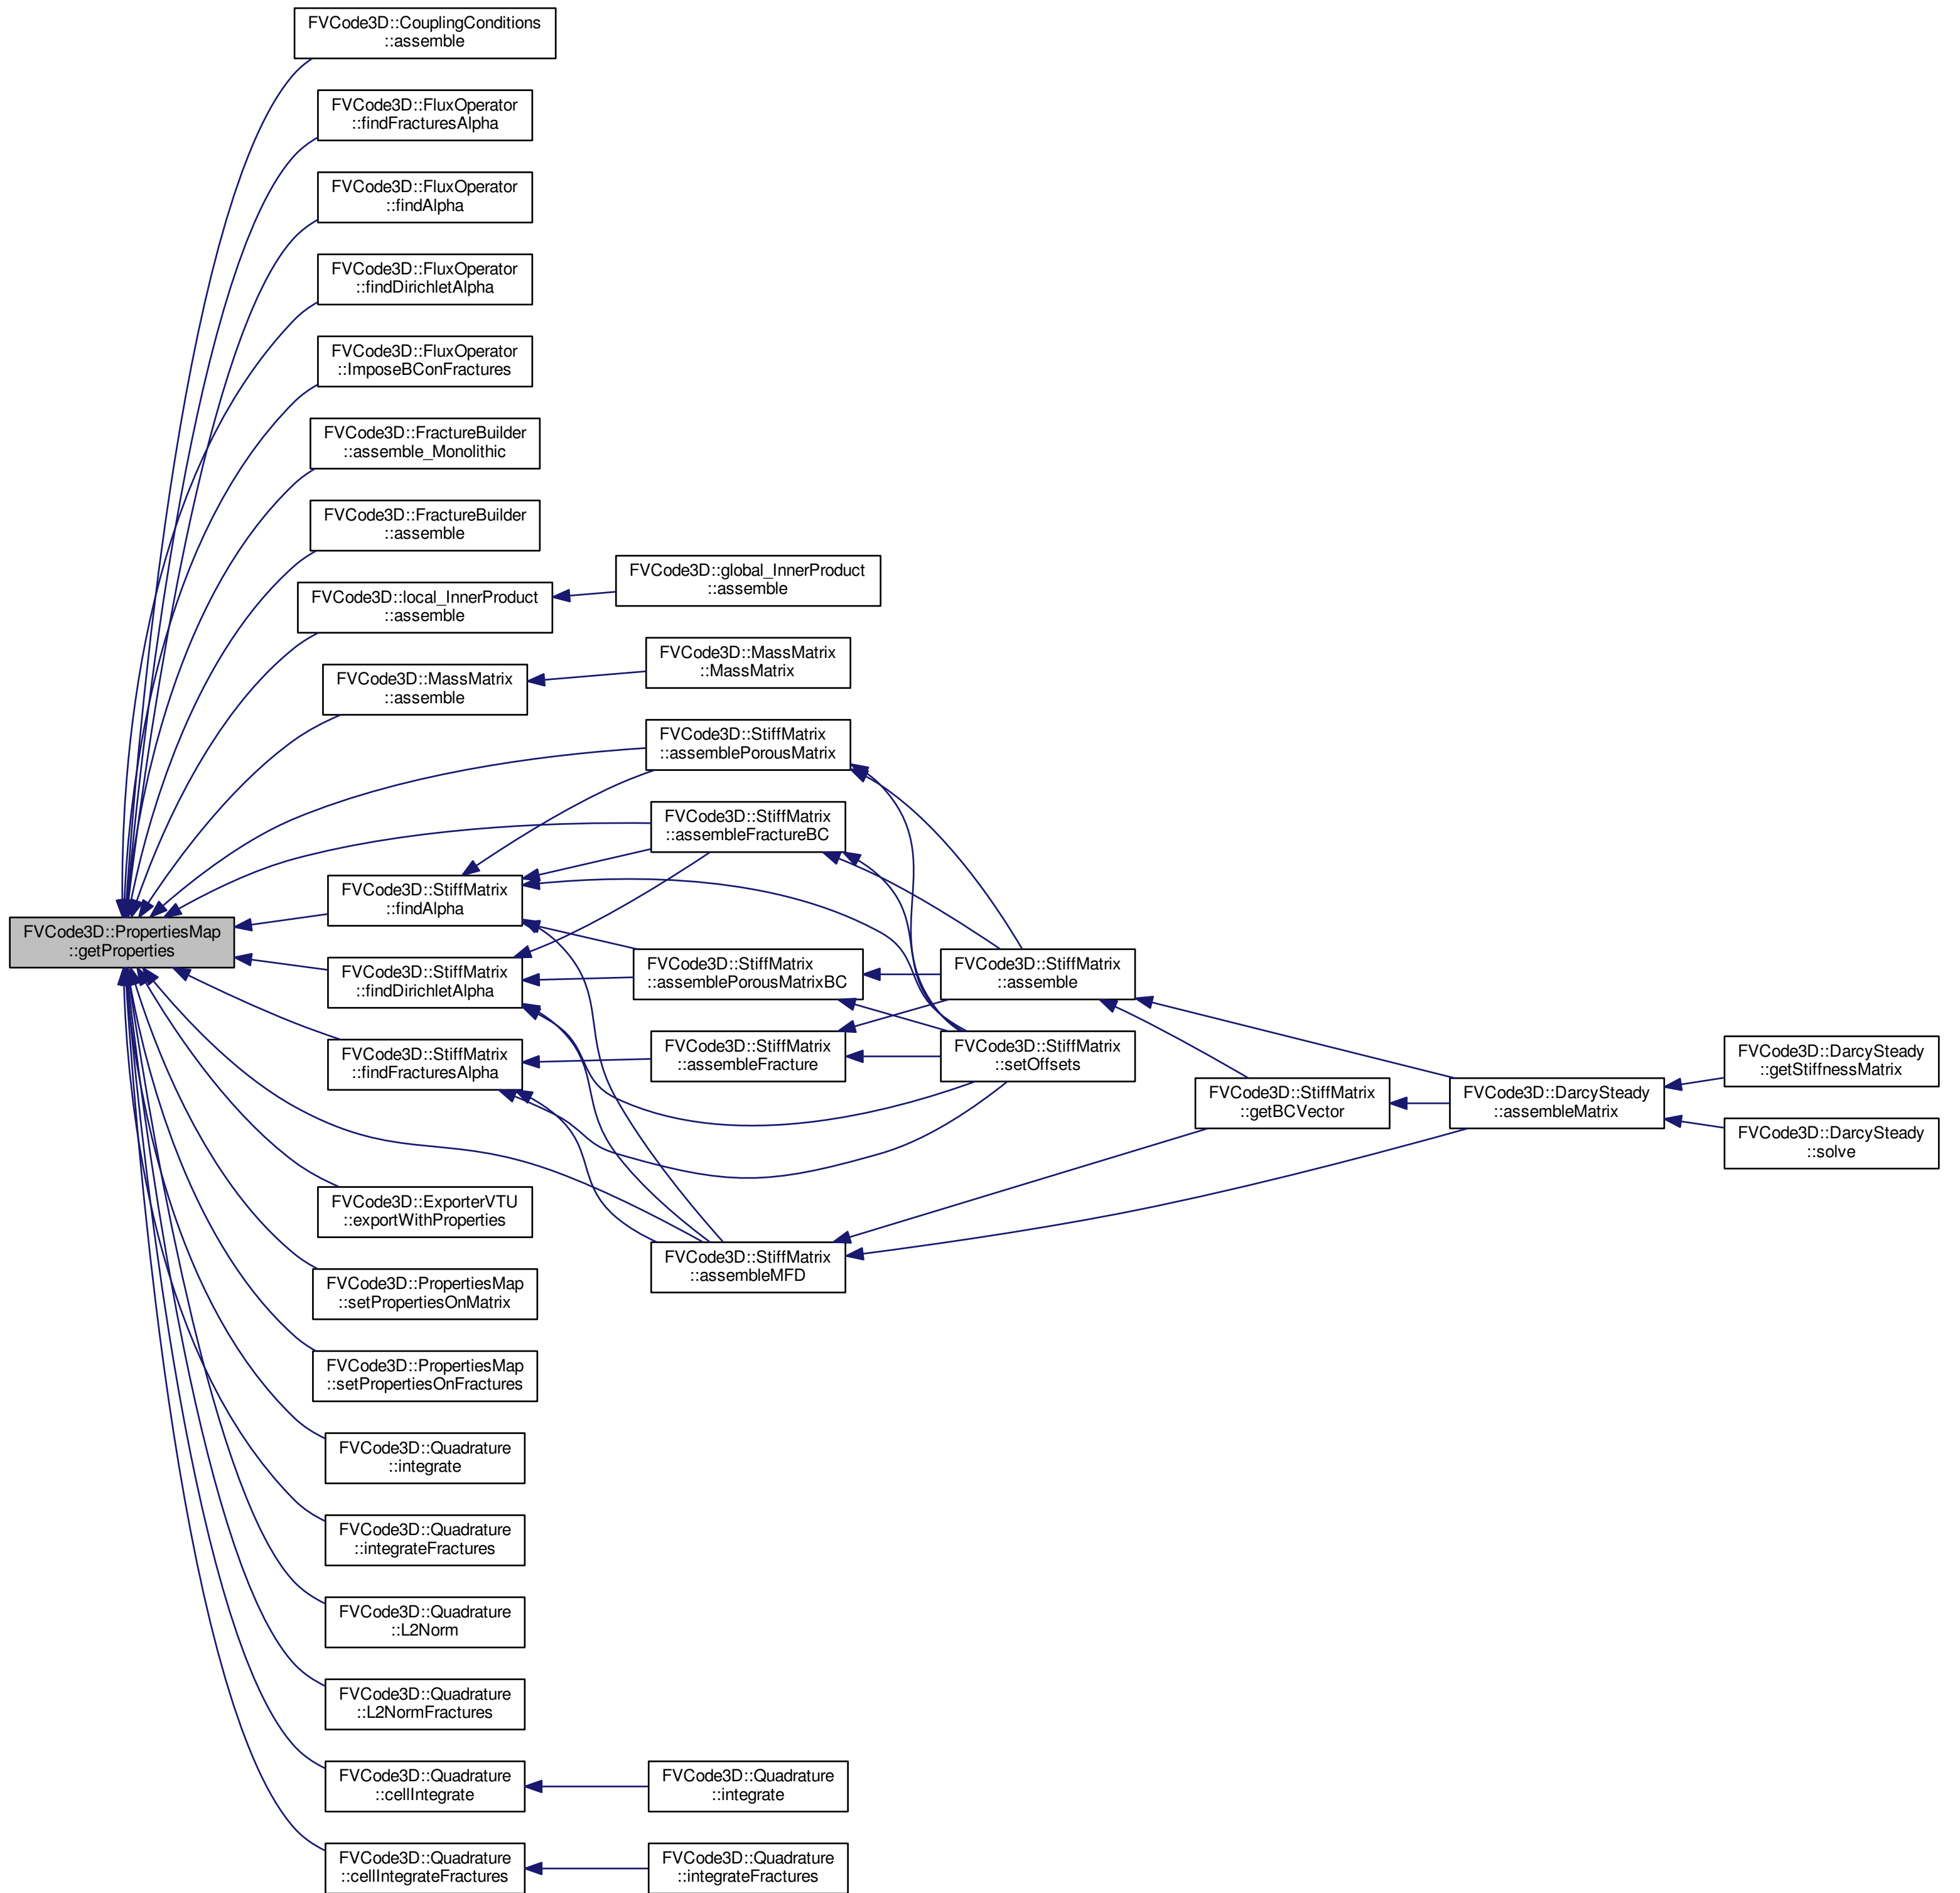 FVCode3D::CouplingConditions
::assemble
FVCode3D::FluxOperator
::findFracturesAlpha
FVCode3D::FluxOperator
::findAlpha
FVCode3D::FluxOperator
::findDirichletAlpha
FVCode3D::FluxOperator
::ImposeBConFractures
FVCode3D::FractureBuilder
::assemble_Monolithic
FVCode3D::FractureBuilder
::assemble
FVCode3D::local_InnerProduct
::assemble
FVCode3D::global_InnerProduct
::assemble
FVCode3D::MassMatrix
::assemble
FVCode3D::MassMatrix
::MassMatrix
FVCode3D::StiffMatrix
::assemblePorousMatrix
FVCode3D::StiffMatrix
::assembleFractureBC
FVCode3D::StiffMatrix
::findAlpha
FVCode3D::PropertiesMap
::getProperties
FVCode3D::StiffMatrix
::findDirichletAlpha
FVCode3D::StiffMatrix
::assemblePorousMatrixBC
FVCode3D::StiffMatrix
::assemble
FVCode3D::StiffMatrix
::findFracturesAlpha
FVCode3D::StiffMatrix
::assembleFracture
FVCode3D::StiffMatrix
::setOffsets
FVCode3D::StiffMatrix
::getBCVector
FVCode3D::DarcySteady
::assembleMatrix
FVCode3D::DarcySteady
::getStiffnessMatrix
FVCode3D::DarcySteady
::solve
FVCode3D::ExporterVTU
::exportWithProperties
FVCode3D::StiffMatrix
::assembleMFD
FVCode3D::PropertiesMap
::setPropertiesOnMatrix
FVCode3D::PropertiesMap
::setPropertiesOnFractures
FVCode3D::Quadrature
::integrate
FVCode3D::Quadrature
::integrateFractures
FVCode3D::Quadrature
::L2Norm
FVCode3D::Quadrature
::L2NormFractures
FVCode3D::Quadrature
::cellIntegrate
FVCode3D::Quadrature
::integrate
FVCode3D::Quadrature
::cellIntegrateFractures
FVCode3D::Quadrature
::integrateFractures